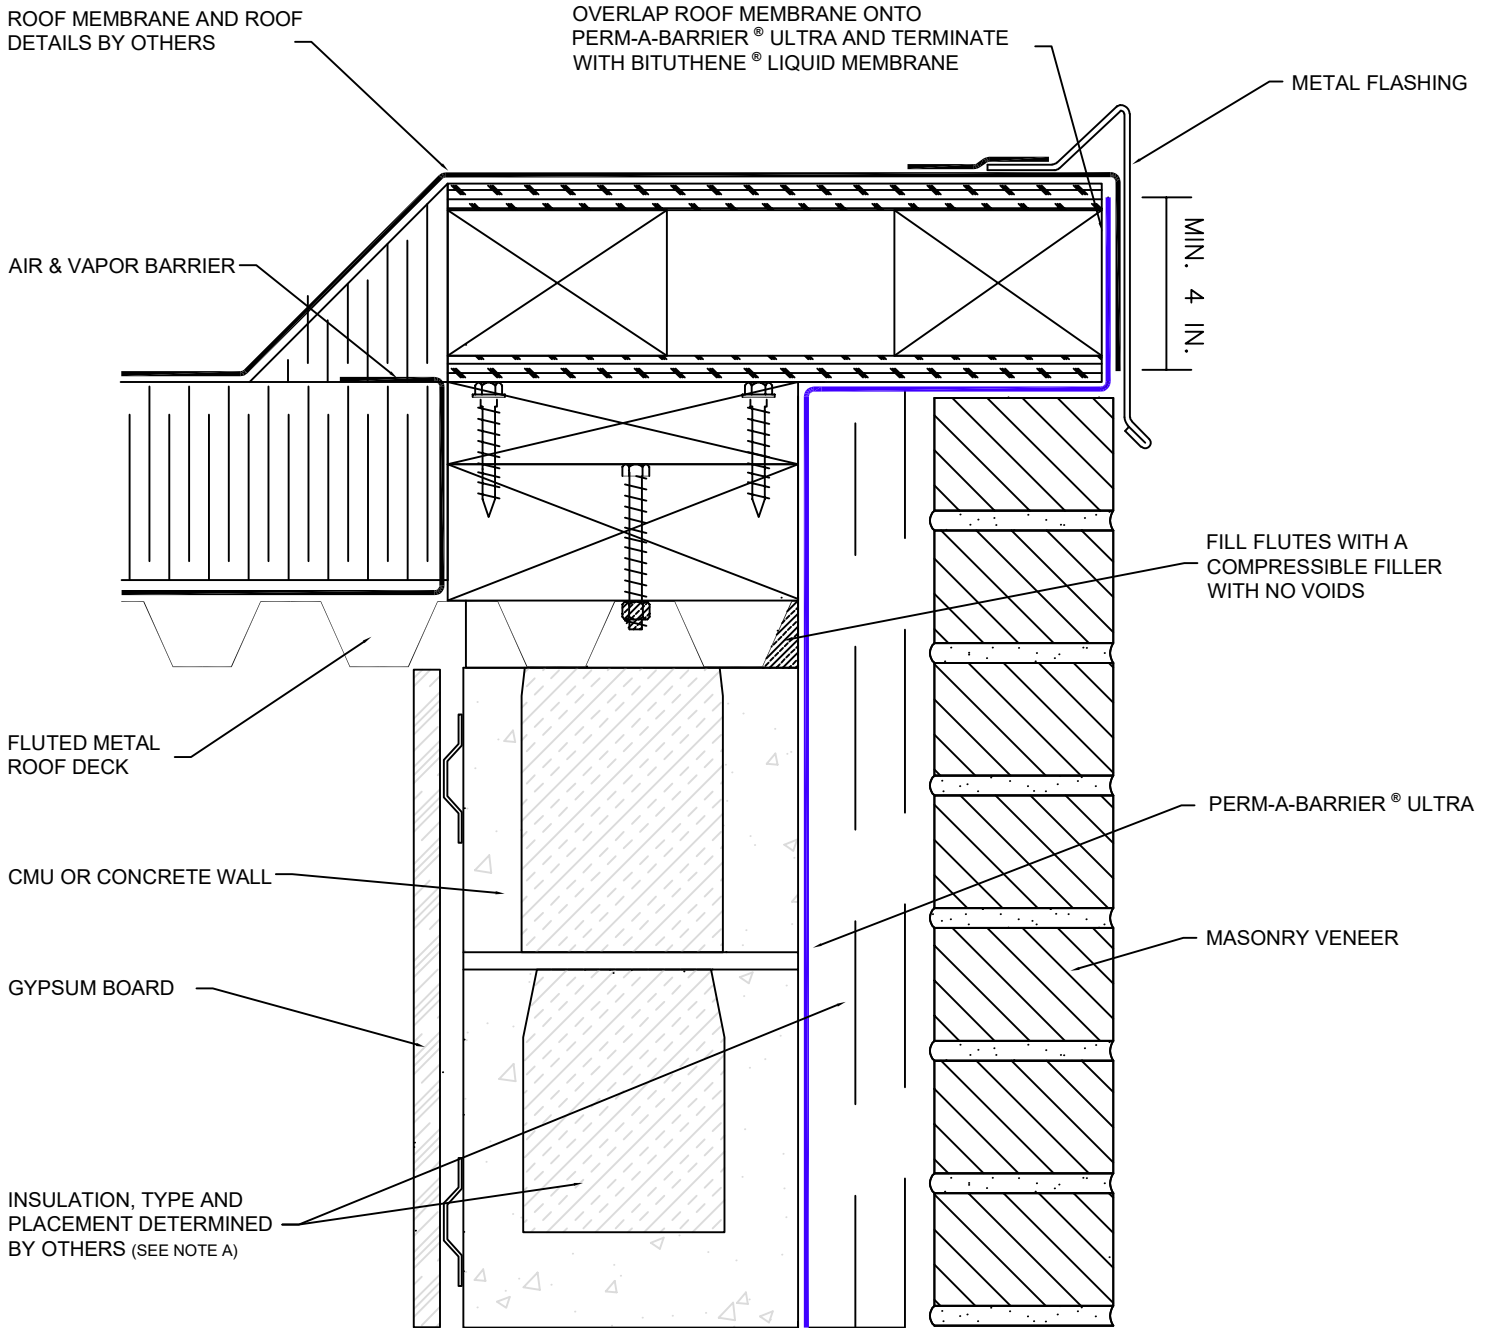 ROOF MEMBRANE AND ROOF
DETAILS BY OTHERS
OVERLAP ROOF MEMBRANE ONTO
PERM-A-BARRIER ® ULTRA AND TERMINATE
WITH BITUTHENE ® LIQUID MEMBRANE
METAL FLASHING
AIR & VAPOR BARRIER
MIN. 4 IN.
FILL FLUTES WITH A
COMPRESSIBLE FILLER
WITH NO VOIDS
FLUTED METAL
ROOF DECK
PERM-A-BARRIER ® ULTRA
CMU OR CONCRETE WALL
MASONRY VENEER
GYPSUM BOARD
INSULATION, TYPE AND
PLACEMENT DETERMINED
BY OTHERS (SEE NOTE A)